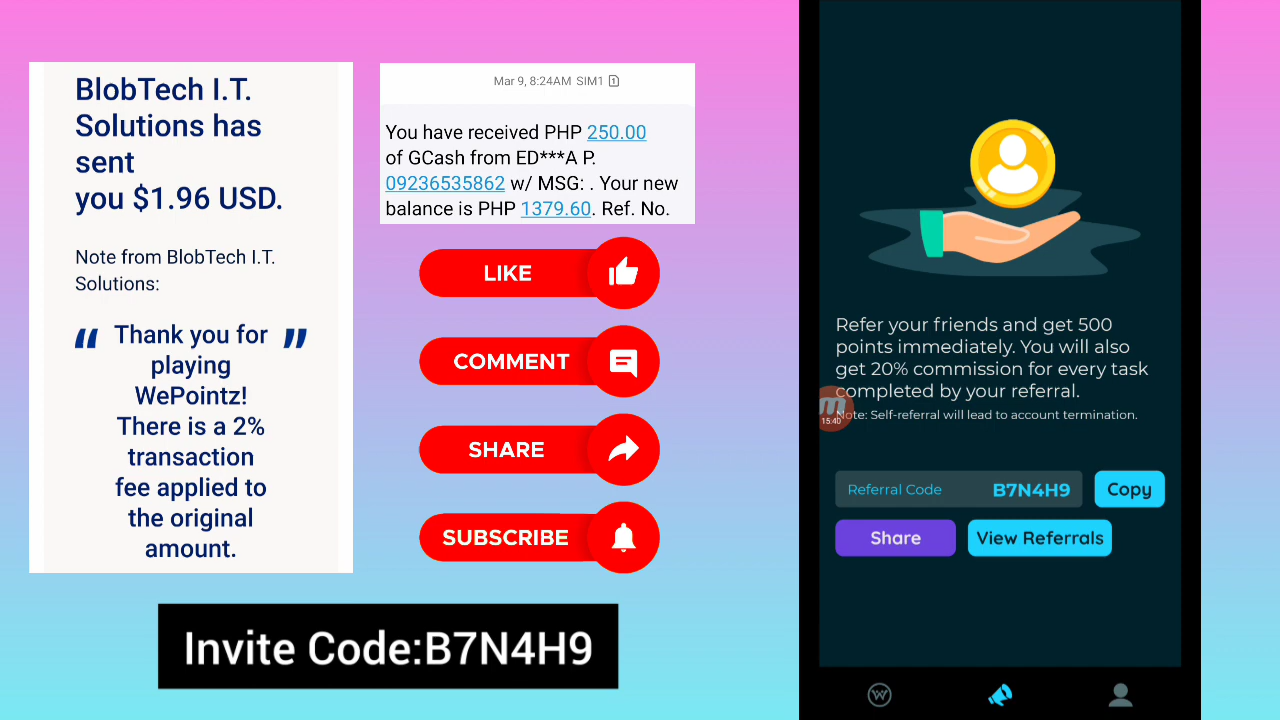 BlobTech I.T.
Solutions has
sent
you $1.96 USD.
Note from BlobTech I.T.
Solutions:
“ Thank you for ”
playing
WePointz!
There is a 2%
transaction
fee applied to
the original
amount.
Mar 9, 8:24AM SIM1 1
You have received PHP 250.00
of GCash from ED***A P.
09236535862 w/ MSG: . Your new
balance is PHP 1379.60. Ref. No.
LIKE
COMMENT
SHARE
SUBSCRIBE
Invite Code:B7N4H9
Refer your friends and get 500
points immediately. You will also
get 20% commission for every task
completed by your referral.
Note: Self-referral will lead to account termination.
15:40
Referral Code B7N4H9 Copy
Share View Referrals